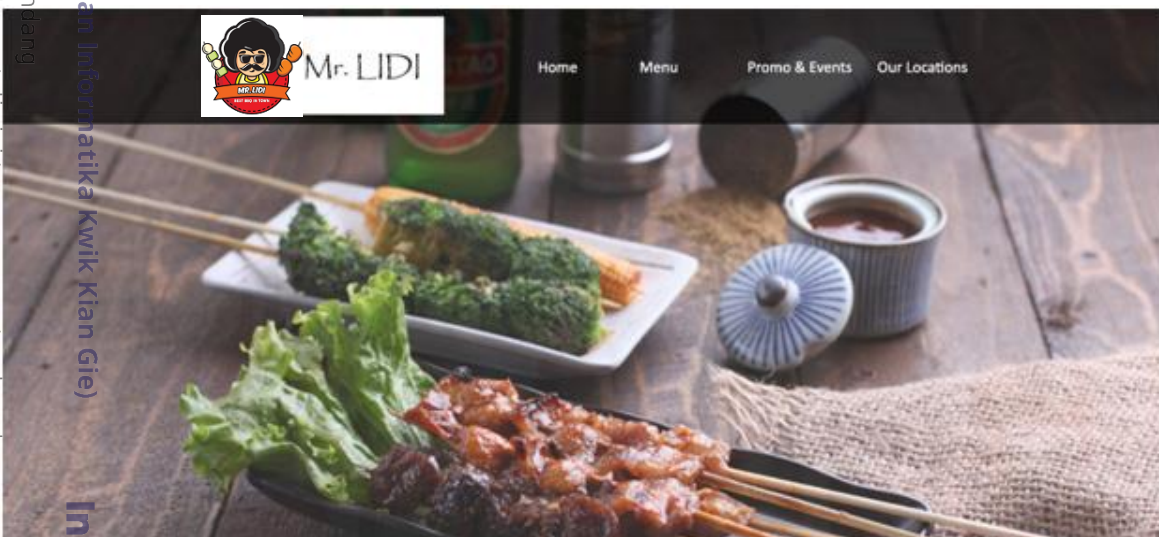 MR. LIDI
BEST BBQ IN TOWN
Mr. LIDI
Home
Menu
Promo & Events
Our Locations
ndang
an Informatika Kwik Kian Gie)
In